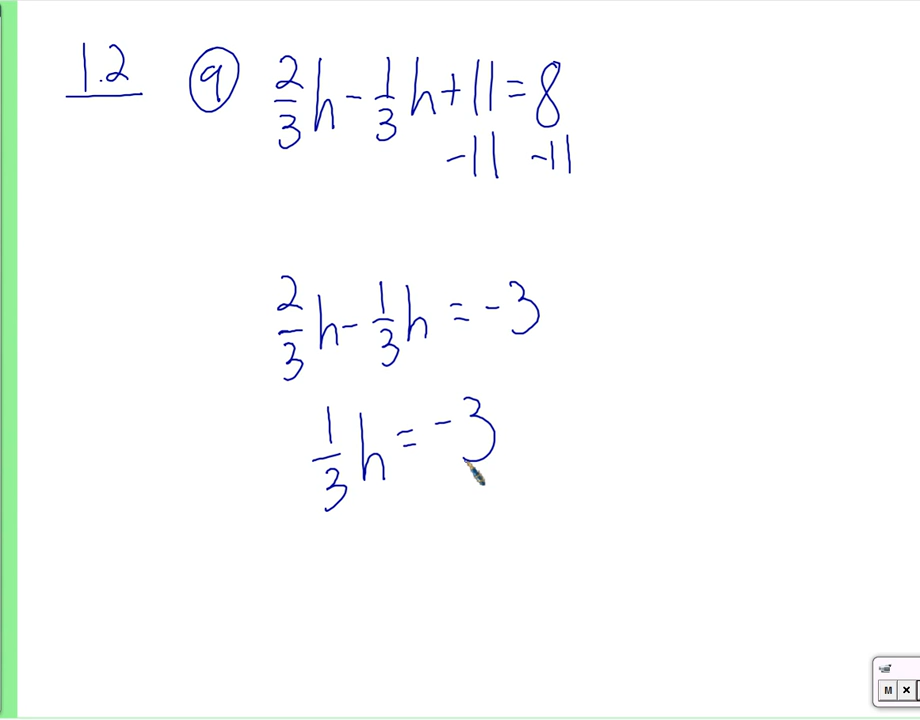 1.2 9 2/3h - 1/3h + 11 = 8
-11 -11
2/3h - 1/3h = -3
1/3h = -3
M ×